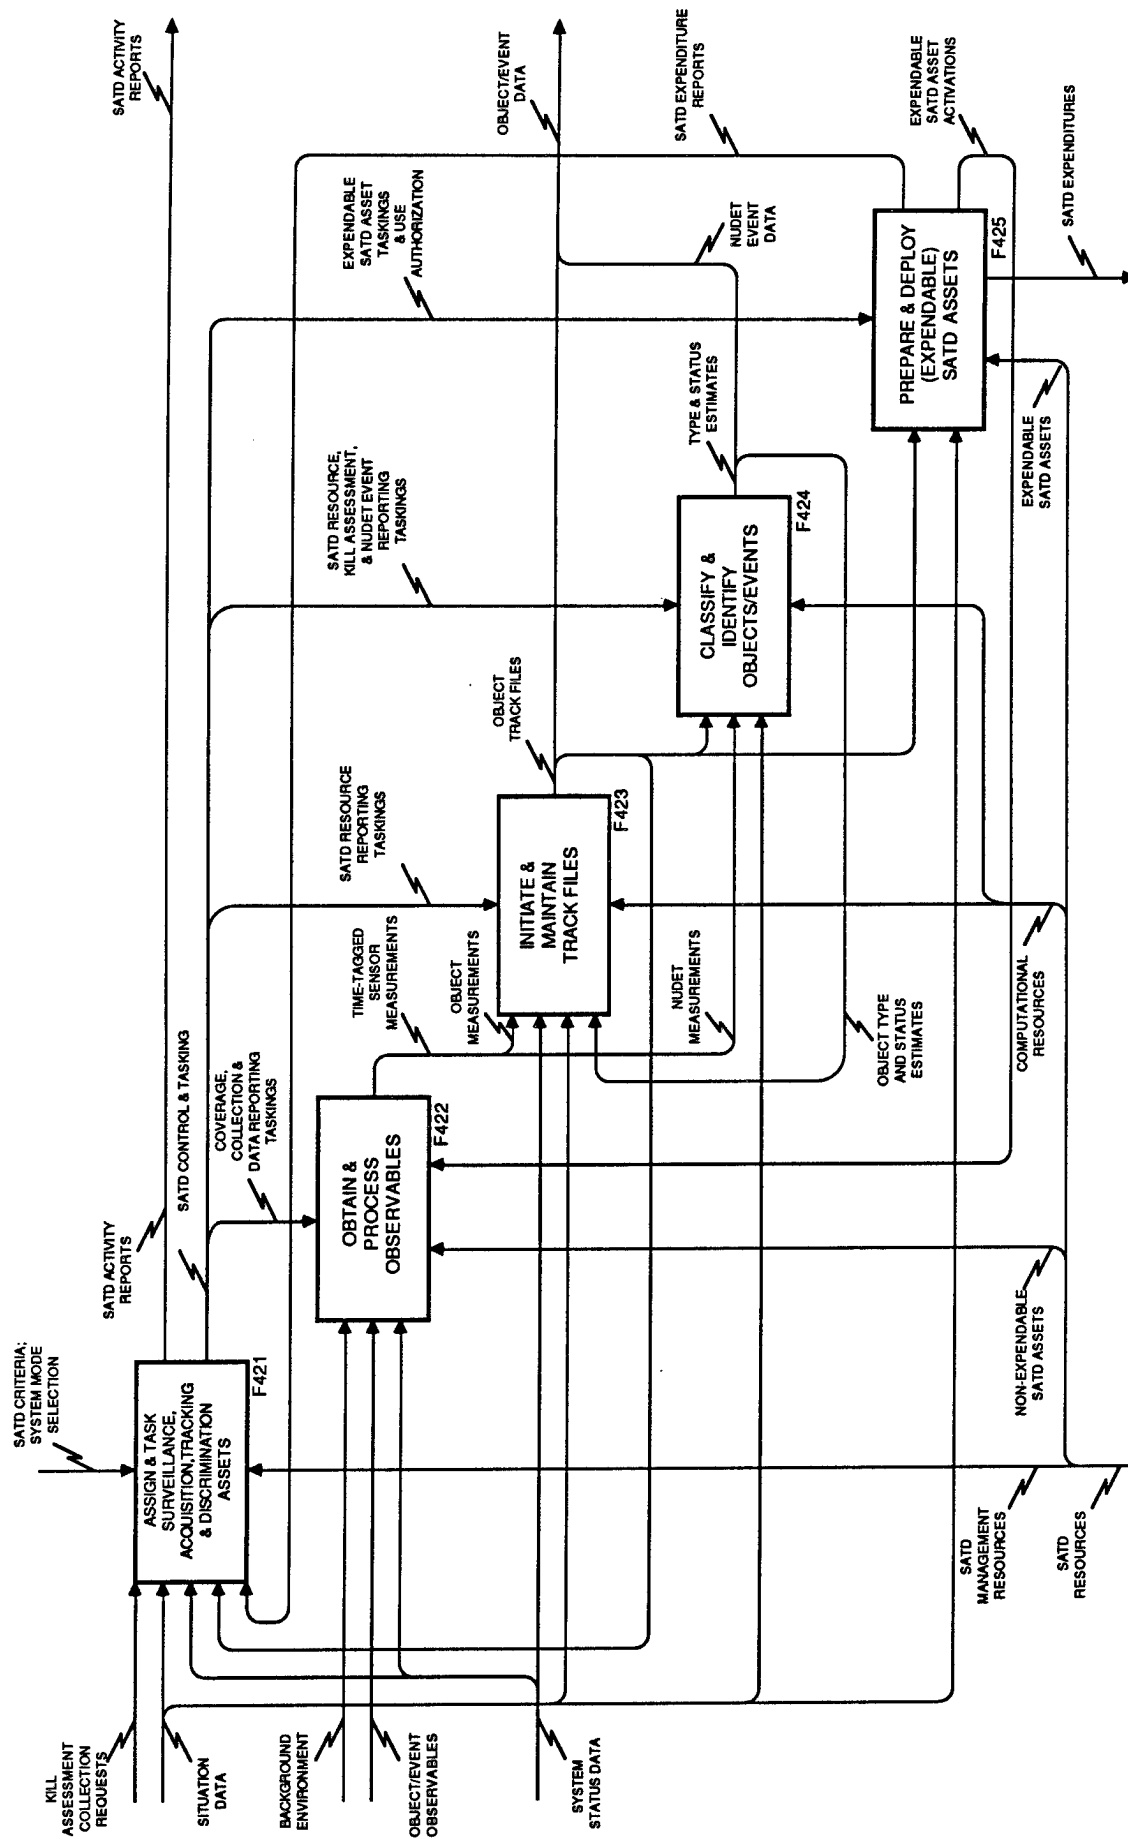 SATD CRITERIA;
SYSTEM MODE
SELECTION
SATD ACTIVITY
REPORTS
SATD ACTIVITY
REPORTS
SATD CONTROL & TASKING
KILL
ASSESSMENT
COLLECTION
REQUESTS
SITUATION
DATA
ASSIGN & TASK
SURVEILLANCE,
ACQUISITION, TRACKING
& DISCRIMINATION
ASSETS
F421
COVERAGE,
COLLECTION &
DATA REPORTING
TASKINGS
SATD RESOURCE
REPORTING
TASKINGS
SATD RESOURCE,
KILL ASSESSMENT,
& NUDET EVENT
REPORTING
TASKINGS
EXPENDABLE
SATD ASSET
TASKINGS
& USE
AUTHORIZATION
BACKGROUND
ENVIRONMENT
OBJECT/EVENT
OBSERVABLES
OBTAIN &
PROCESS
OBSERVABLES
F422
TIME-TAGGED
SENSOR
MEASUREMENTS
OBJECT
MEASUREMENTS
OBJECT
TRACK FILES
OBJECT/EVENT
DATA
SYSTEM
STATUS DATA
INITIATE &
MAINTAIN
TRACK FILES
F423
NUDET
MEASUREMENTS
TYPE & STATUS
ESTIMATES
NUDET
EVENT
DATA
SATD EXPENDITURE
REPORTS
CLASSIFY &
IDENTIFY
OBJECTS/EVENTS
F424
OBJECT TYPE
AND STATUS
ESTIMATES
PREPARE & DEPLOY
(EXPENDABLE)
SATD ASSETS
F425
EXPENDABLE
SATD ASSET
ACTIVATIONS
SATD
MANAGEMENT
RESOURCES
NON-EXPENDABLE
SATD ASSETS
COMPUTATIONAL
RESOURCES
EXPENDABLE
SATD ASSETS
SATD EXPENDITURES
SATD
RESOURCES